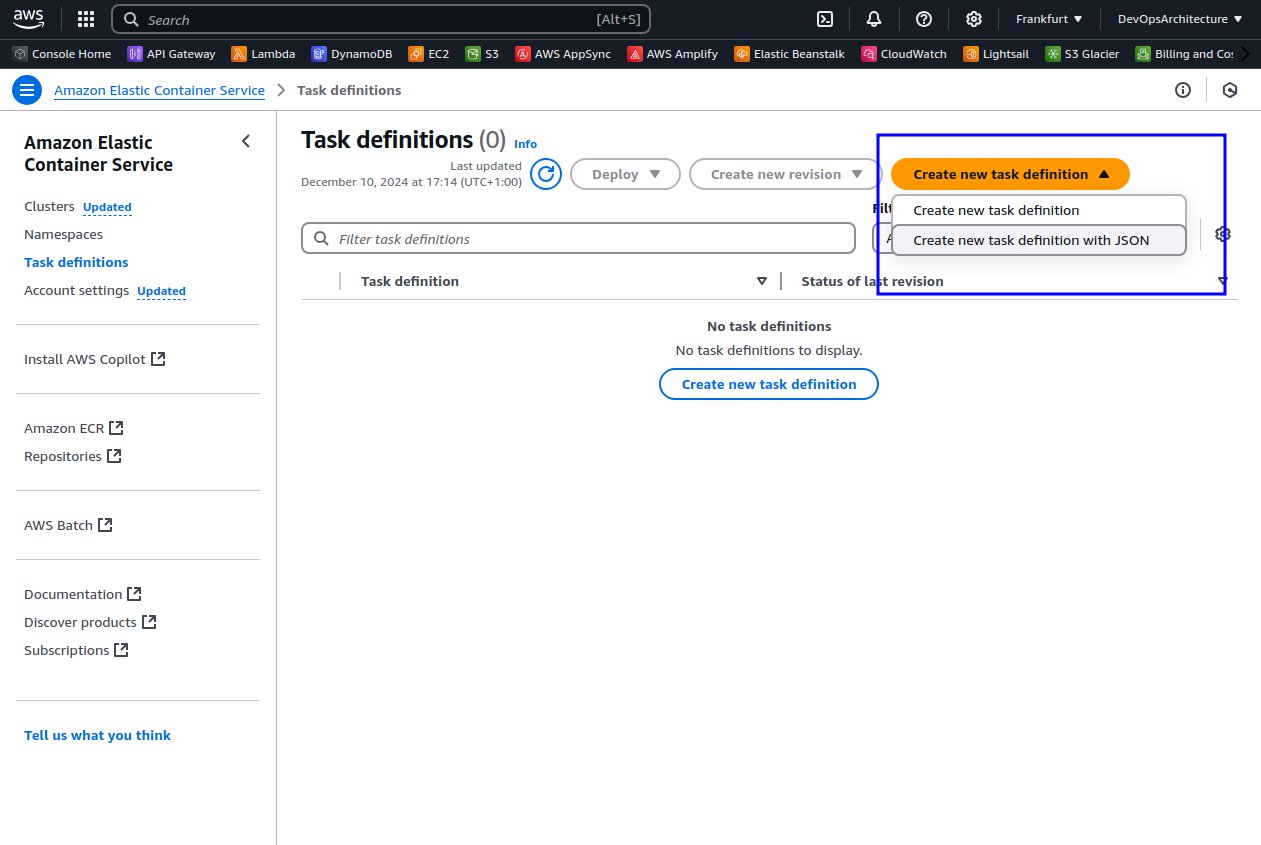 aws
Search [Alt+S]
Frankfurt
DevOpsArchitecture
Console Home
API Gateway
Lambda
DynamoDB
EC2
S3
AWS AppSync
AWS Amplify
Elastic Beanstalk
CloudWatch
Lightsail
S3 Glacier
Billing and Cos
Amazon Elastic Container Service
Task definitions
Amazon Elastic
Container Service
Clusters Updated
Namespaces
Task definitions
Account settings Updated
Install AWS Copilot
Amazon ECR
Repositories
AWS Batch
Documentation
Discover products
Subscriptions
Tell us what you think
Task definitions (0) Info
Last updated
December 10, 2024 at 17:14 (UTC+1:00)
Deploy
Create new revision
Create new task definition
Create new task definition
Create new task definition with JSON
Filter task definitions
Task definition
Status of last revision
No task definitions
No task definitions to display.
Create new task definition